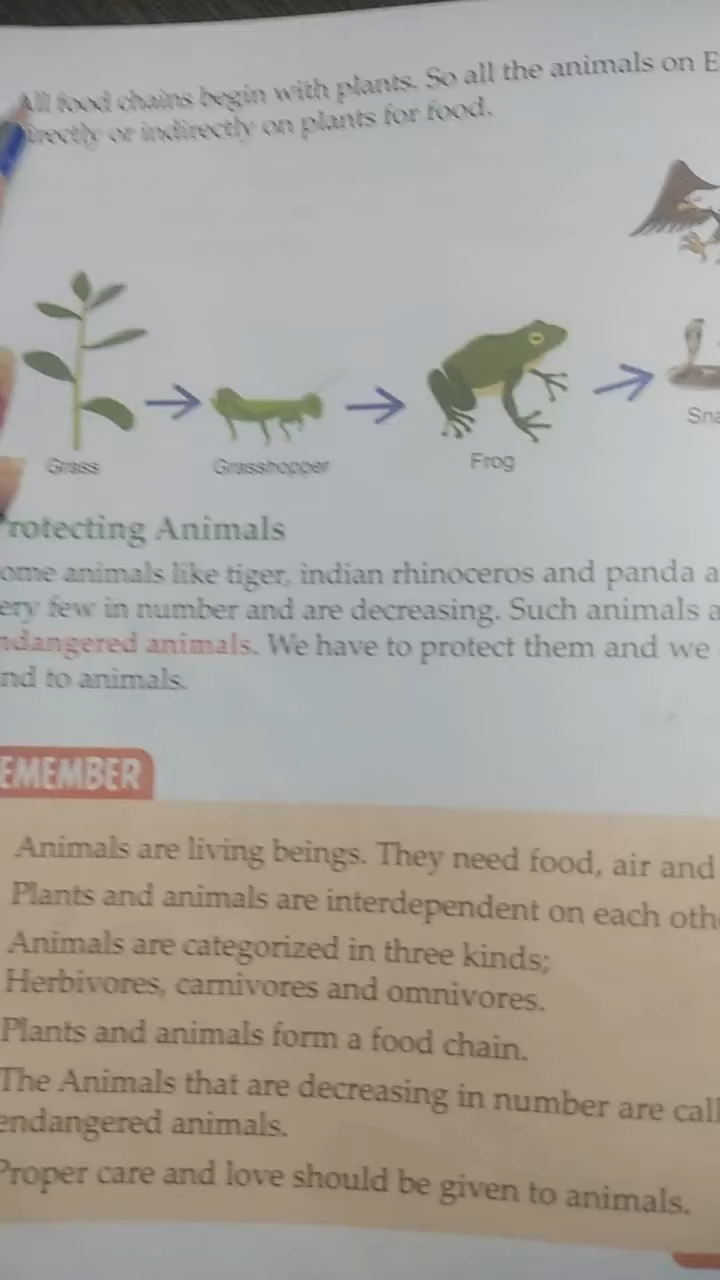 All food chains begin with plants. So all the animals on E
directly or indirectly on plants for food.
Grass
Grasshopper
Frog
Sna
rotecting Animals
ome animals like tiger, indian rhinoceros and panda a
ery few in number and are decreasing. Such animals a
ndangered animals. We have to protect them and we
nd to animals.
EMEMBER
Animals are living beings. They need food, air and
Plants and animals are interdependent on each oth
Animals are categorized in three kinds;
Herbivores, carnivores and omnivores.
Plants and animals form a food chain.
The Animals that are decreasing in number are call
endangered animals.
Proper care and love should be given to animals.